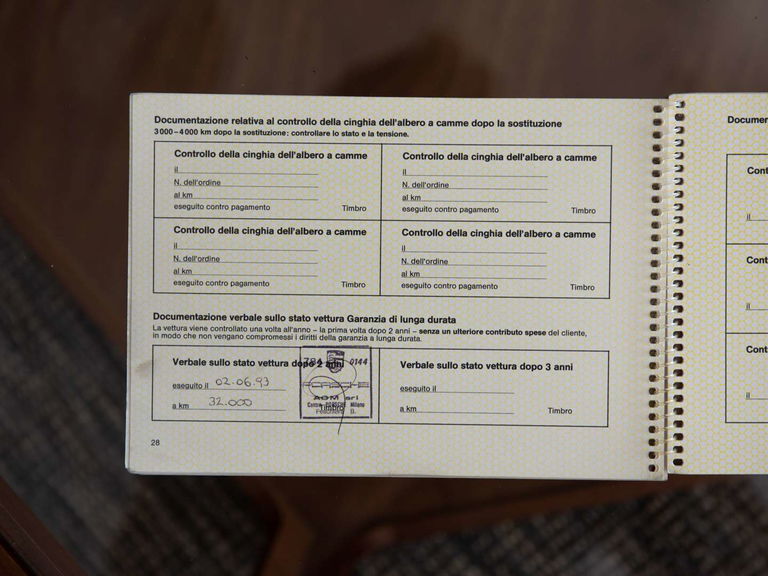 Documentazione relativa al controllo della cinghia dell'albero a camme dopo la sostituzione
3000–4000 km dopo la sostituzione: controllare lo stato e la tensione.
Controllo della cinghia dell'albero a camme
il
N. dell'ordine
al km
eseguito contro pagamento Timbro
Controllo della cinghia dell'albero a camme
il
N. dell'ordine
al km
eseguito contro pagamento Timbro
Controllo della cinghia dell'albero a camme
il
N. dell'ordine
al km
eseguito contro pagamento Timbro
Controllo della cinghia dell'albero a camme
il
N. dell'ordine
al km
eseguito contro pagamento Timbro
Documentazione verbale sullo stato vettura Garanzia di lunga durata
La vettura viene controllato una volta all'anno – la prima volta dopo 2 anni – senza un ulteriore contributo spese del cliente,
in modo che non vengano compromessi i diritti della garanzia a lunga durata.
Verbale sullo stato vettura dopo 2 anni
eseguito il 02.06.93
a km 32.000
Timbro
0144
PORSCHE
Milano
Verbale sullo stato vettura dopo 3 anni
eseguito il
a km Timbro
28
Documen
Cont
il
Cont
il
Cont
il